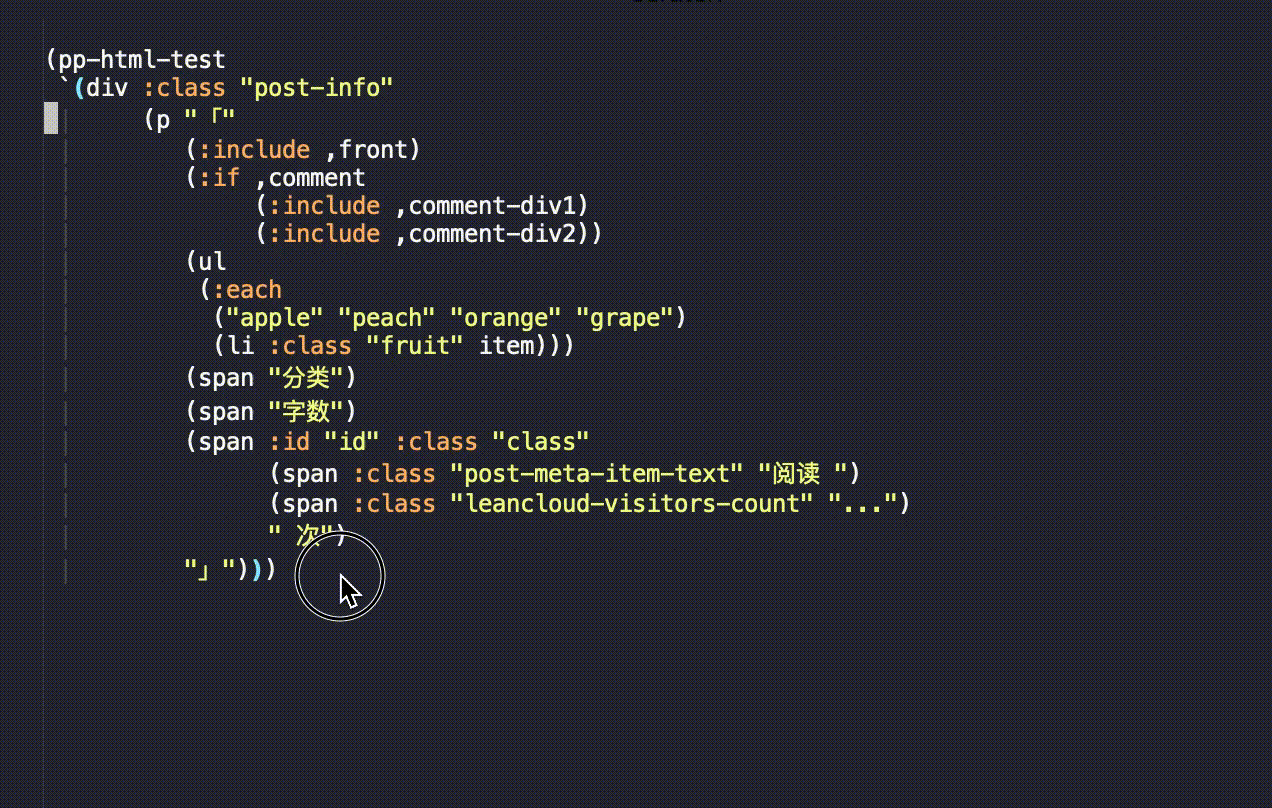 (pp-html-test
`(div :class "post-info"
(p "「"
(:include ,front)
(:if ,comment
(:include ,comment-div1)
(:include ,comment-div2))
(ul
(:each
("apple" "peach" "orange" "grape")
(li :class "fruit" item)))
(span "分类")
(span "字数")
(span :id "id" :class "class"
(span :class "post-meta-item-text" "阅读 ")
(span :class "leancloud-visitors-count" "...")
" 次")
"」")))